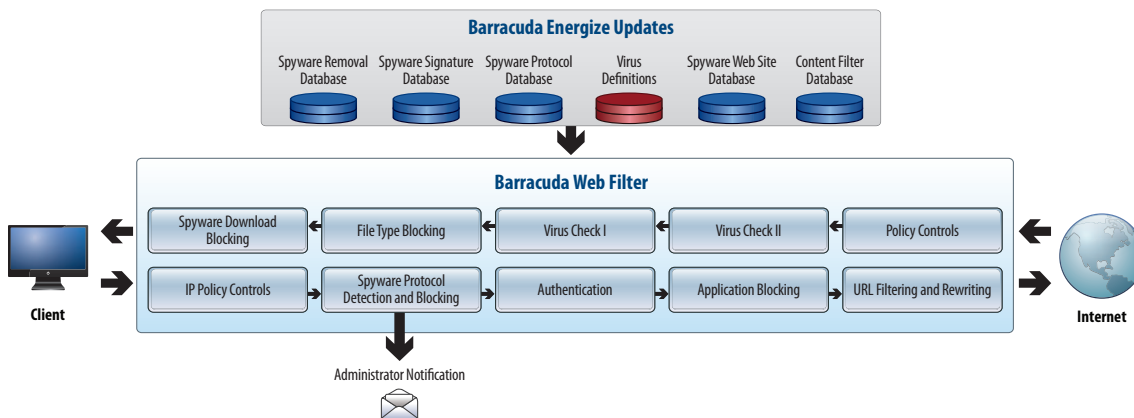 Barracuda Energize Updates
Spyware Removal
Database
Spyware Signature
Database
Spyware Protocol
Database
Virus
Definitions
Spyware Web Site
Database
Content Filter
Database
Barracuda Web Filter
Spyware Download
Blocking
File Type Blocking
Virus Check I
Virus Check II
Policy Controls
IP Policy Controls
Spyware Protocol
Detection and Blocking
Authentication
Application Blocking
URL Filtering and Rewriting
Client
Internet
Administrator Notification